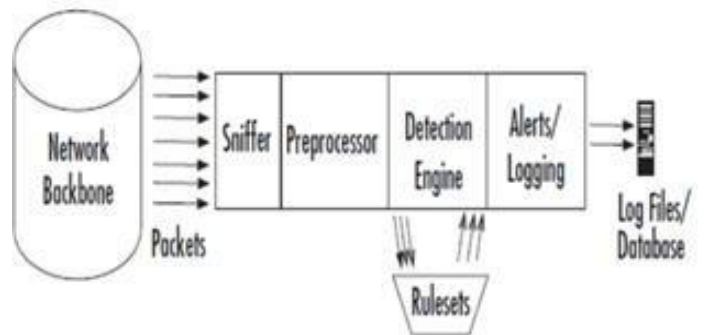 Network
Backbone
Packets
Sniffer
Preprocessor
Detection
Engine
Alerts/
Logging
Rulesets
Log Files/
Database